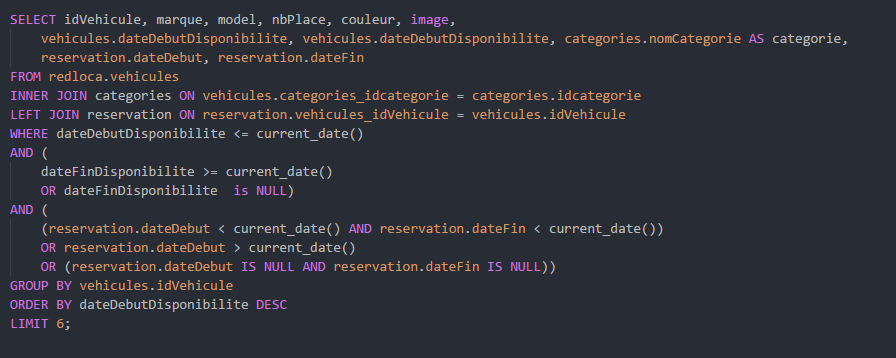 SELECT idVehicule, marque, model, nbPlace, couleur, image,
vehicules.dateDebutDisponibilite, vehicules.dateDebutDisponibilite, categories.nomCategorie AS categorie,
reservation.dateDebut, reservation.dateFin
FROM redloca.vehicules
INNER JOIN categories ON vehicules.categories_idcategorie = categories.idcategorie
LEFT JOIN reservation ON reservation.vehicules_idVehicule = vehicules.idVehicule
WHERE dateDebutDisponibilite <= current_date()
AND (
dateFinDisponibilite >= current_date()
OR dateFinDisponibilite  is NULL)
AND (
(reservation.dateDebut < current_date() AND reservation.dateFin < current_date())
OR reservation.dateDebut > current_date()
OR (reservation.dateDebut IS NULL AND reservation.dateFin IS NULL))
GROUP BY vehicules.idVehicule
ORDER BY dateDebutDisponibilite DESC
LIMIT 6;